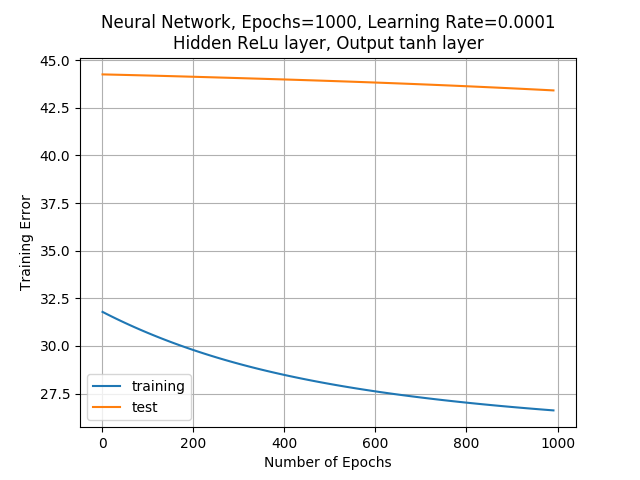 Neural Network, Epochs=1000, Learning Rate=0.0001
Hidden ReLu layer, Output tanh layer
45.0
42.5
40.0
37.5
35.0
32.5
30.0
27.5
Training Error
training
test
0 200 400 600 800 1000
Number of Epochs